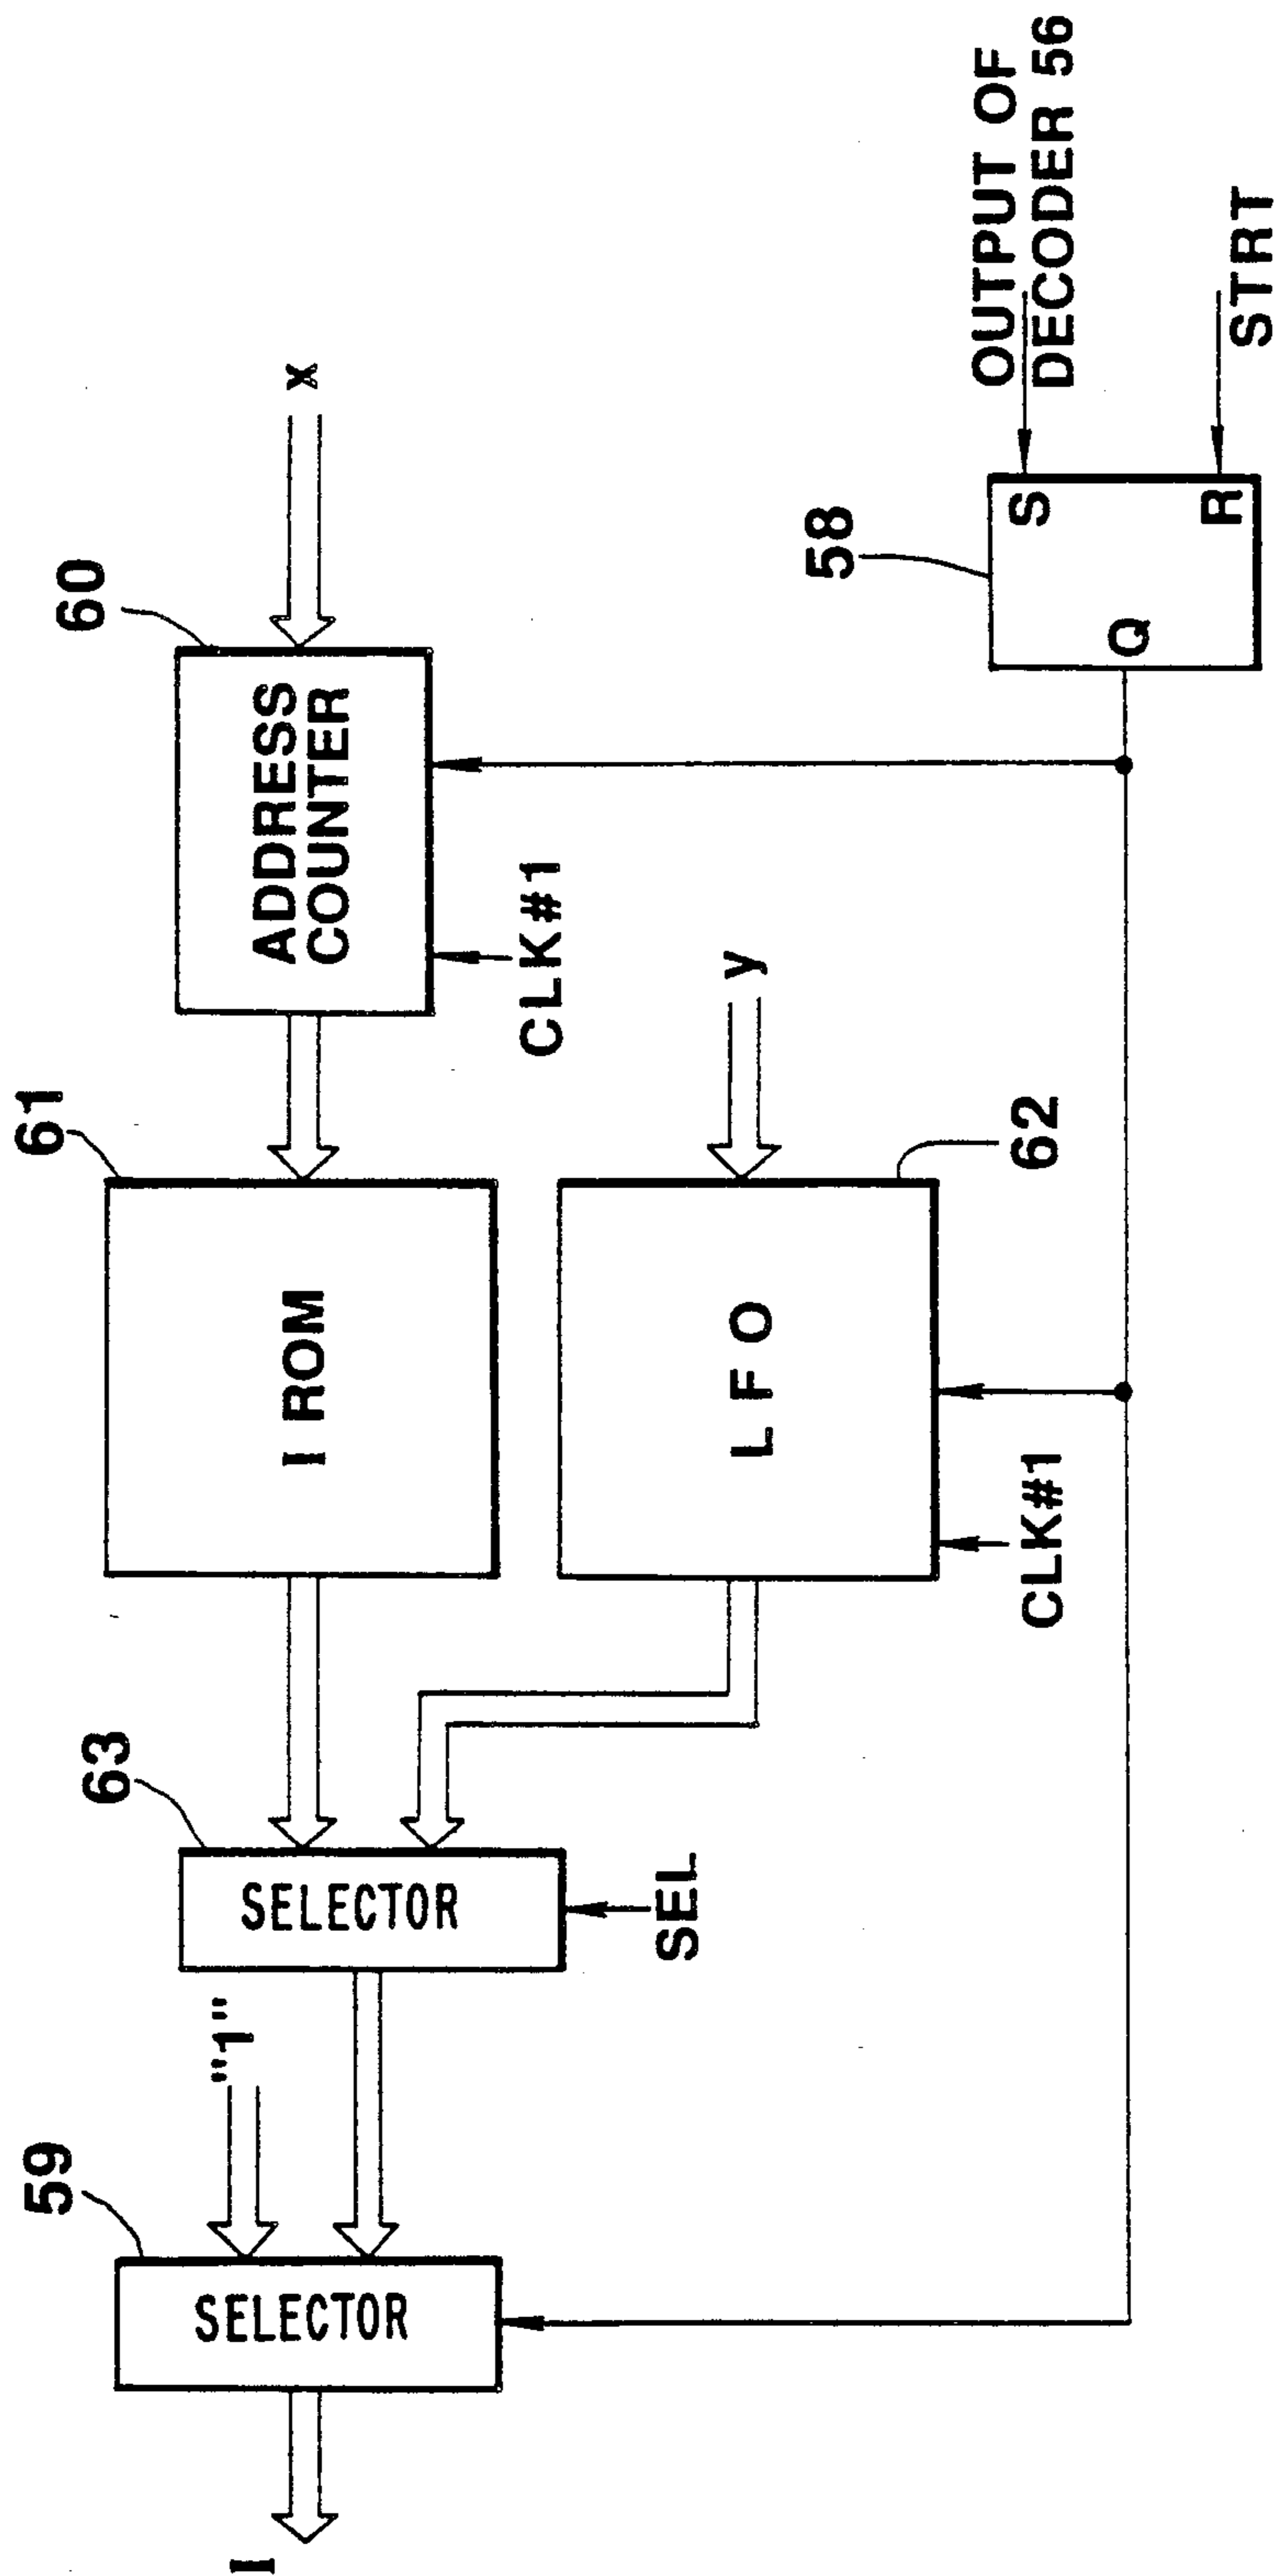 I
SELECTOR
59
"1"
SELECTOR
63
SEL
I ROM
61
L F O
62
CLK#1
y
ADDRESS
COUNTER
60
CLK#1
x
58
Q
S
R
OUTPUT OF
DECODER 56
STRT